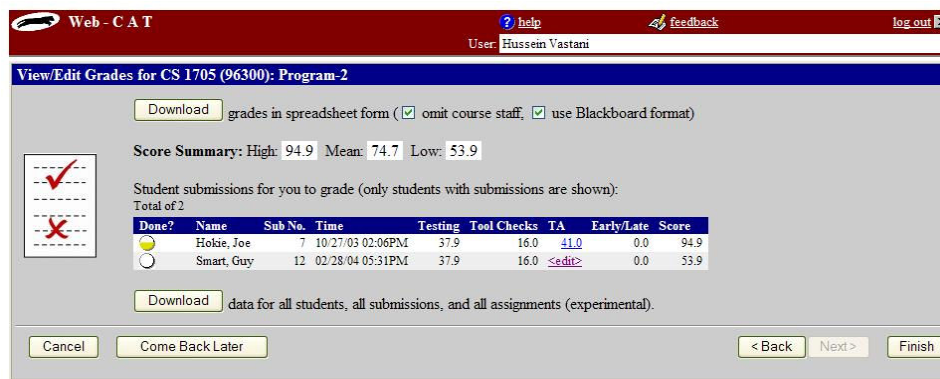 Web - C A T ? help feedback log out
User: Hussein Vastani
View/Edit Grades for CS 1705 (96300): Program-2
Download grades in spreadsheet form ( omit course staff, use Blackboard format)
Score Summary: High: 94.9 Mean: 74.7 Low: 53.9
Student submissions for you to grade (only students with submissions are shown):
Total of 2
Done? Name Sub No. Time Testing Tool Checks TA Early/Late Score
Hokie, Joe 7 10/27/03 02:06PM 37.9 16.0 41.0 0.0 94.9
Smart, Guy 12 02/28/04 05:31PM 37.9 16.0 <edit> 0.0 53.9
Download data for all students, all submissions, and all assignments (experimental).
Cancel Come Back Later < Back Next > Finish